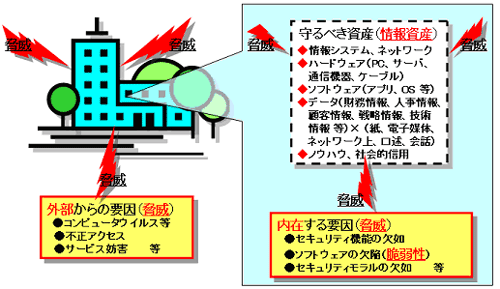 脅威
脅威
脅威
外部からの要因(脅威)
●コンピュータウイルス等
●不正アクセス
●サービス妨害 等
脅威
脅威
守るべき資産(情報資産)
◆情報システム、ネットワーク
◆ハードウェア(PC、サーバ、
通信機器、ケーブル)
◆ソフトウェア(アプリ、OS 等)
◆データ(財務情報、人事情報、
顧客情報、戦略情報、技術
情報 等)×(紙、電子媒体、
ネットワーク上、口述、会話)
◆ノウハウ、社会的信用
脅威
内在する要因(脅威)
●セキュリティ機能の欠如
●ソフトウェアの欠陥(脆弱性)
●セキュリティモラルの欠如 等